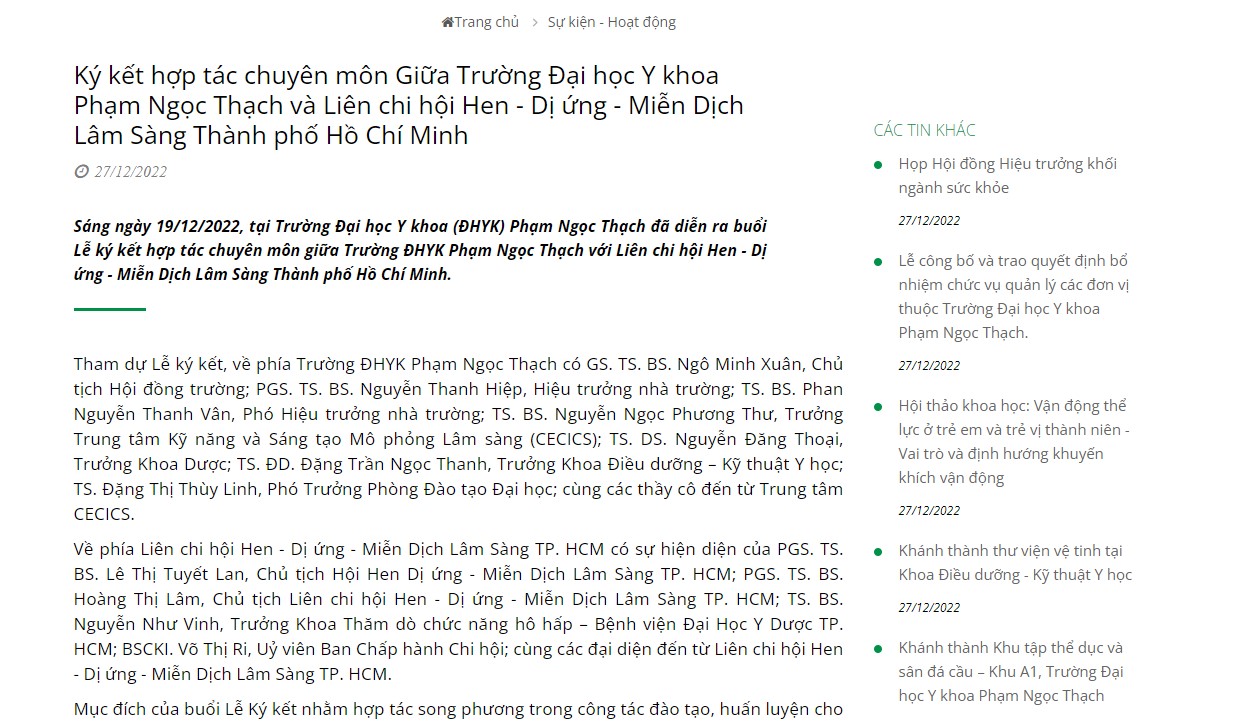 Trang chủ > Sự kiện - Hoạt động
Ký kết hợp tác chuyên môn Giữa Trường Đại học Y khoa
Phạm Ngọc Thạch và Liên chi hội Hen - Dị ứng - Miễn Dịch
Lâm Sàng Thành phố Hồ Chí Minh
27/12/2022
Sáng ngày 19/12/2022, tại Trường Đại học Y khoa (ĐHYK) Phạm Ngọc Thạch đã diễn ra buổi
Lễ ký kết hợp tác chuyên môn giữa Trường ĐHYK Phạm Ngọc Thạch với Liên chi hội Hen - Dị
ứng - Miễn Dịch Lâm Sàng Thành phố Hồ Chí Minh.
Tham dự Lễ ký kết, về phía Trường ĐHYK Phạm Ngọc Thạch có GS. TS. BS. Ngô Minh Xuân, Chủ
tịch Hội đồng trường; PGS. TS. BS. Nguyễn Thanh Hiệp, Hiệu trưởng nhà trường; TS. BS. Phan
Nguyễn Thanh Vân, Phó Hiệu trưởng nhà trường; TS. BS. Nguyễn Ngọc Phương Thư, Trưởng
Trung tâm Kỹ năng và Sáng tạo Mô phỏng Lâm sàng (CECICS); TS. DS. Nguyễn Đăng Thoại,
Trưởng Khoa Dược; TS. ĐD. Đặng Trần Ngọc Thanh, Trưởng Khoa Điều dưỡng – Kỹ thuật Y học;
TS. Đặng Thị Thùy Linh, Phó Trưởng Phòng Đào tạo Đại học; cùng các thầy cô đến từ Trung tâm
CECICS.
Về phía Liên chi hội Hen - Dị ứng - Miễn Dịch Lâm Sàng TP. HCM có sự hiện diện của PGS. TS.
BS. Lê Thị Tuyết Lan, Chủ tịch Hội Hen Dị ứng - Miễn Dịch Lâm Sàng TP. HCM; PGS. TS. BS.
Hoàng Thị Lâm, Chủ tịch Liên chi hội Hen - Dị ứng - Miễn Dịch Lâm Sàng TP. HCM; TS. BS.
Nguyễn Như Vinh, Trưởng Khoa Thăm dò chức năng hô hấp – Bệnh viện Đại Học Y Dược TP.
HCM; BSCKI. Võ Thị Ri, Uỷ viên Ban Chấp hành Chi hội; cùng các đại diện đến từ Liên chi hội Hen
- Dị ứng - Miễn Dịch Lâm Sàng TP. HCM.
Mục đích của buổi Lễ Ký kết nhằm hợp tác song phương trong công tác đào tạo, huấn luyện cho
CÁC TIN KHÁC
Họp Hội đồng Hiệu trưởng khối
ngành sức khỏe
27/12/2022
Lễ công bố và trao quyết định bổ
nhiệm chức vụ quản lý các đơn vị
thuộc Trường Đại học Y khoa
Phạm Ngọc Thạch.
27/12/2022
Hội thảo khoa học: Vận động thể
lực ở trẻ em và trẻ vị thành niên -
Vai trò và định hướng khuyến
khích vận động
27/12/2022
Khánh thành thư viện vệ tinh tại
Khoa Điều dưỡng - Kỹ thuật Y học
27/12/2022
Khánh thành Khu tập thể dục và
sân đá cầu – Khu A1, Trường Đại
học Y khoa Phạm Ngọc Thạch